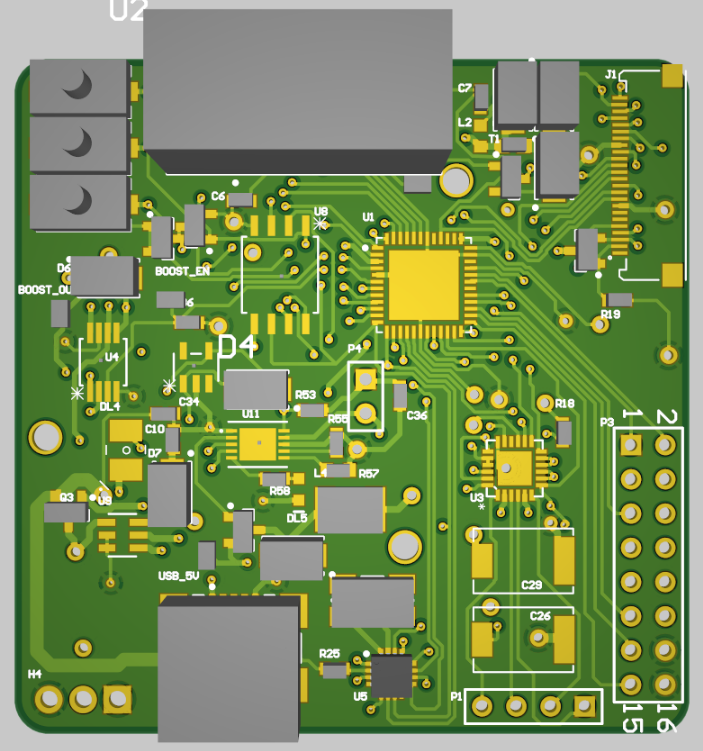 U2
J1
C7
L2
T1
C6
U8
U1
D6
BOOST_EN
BOOST_OU
6
R19
U4
D4
P4
DL4
C34
R53
C36
R18
P3
1 2
U11
R55
C10
D7
L4
R57
R58
Q3
U9
U3
*
DL5
USB_5V
C29
C26
R25
H4
U5
P1
15 16